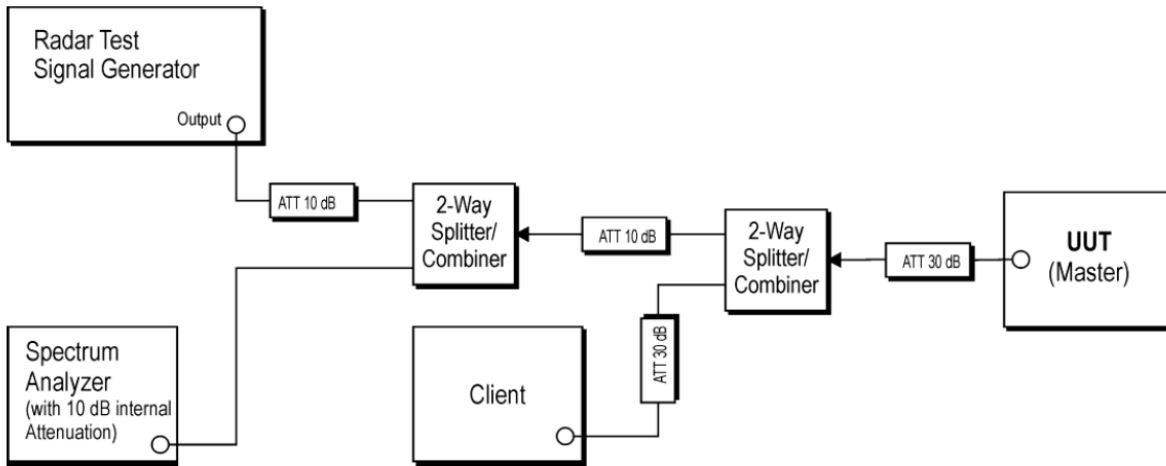 Radar Test
Signal Generator
Output
ATT 10 dB
2-Way
Splitter/
Combiner
ATT 10 dB
2-Way
Splitter/
Combiner
ATT 30 dB
UUT
(Master)
Spectrum
Analyzer
(with 10 dB internal
Attenuation)
Client
ATT 30 dB